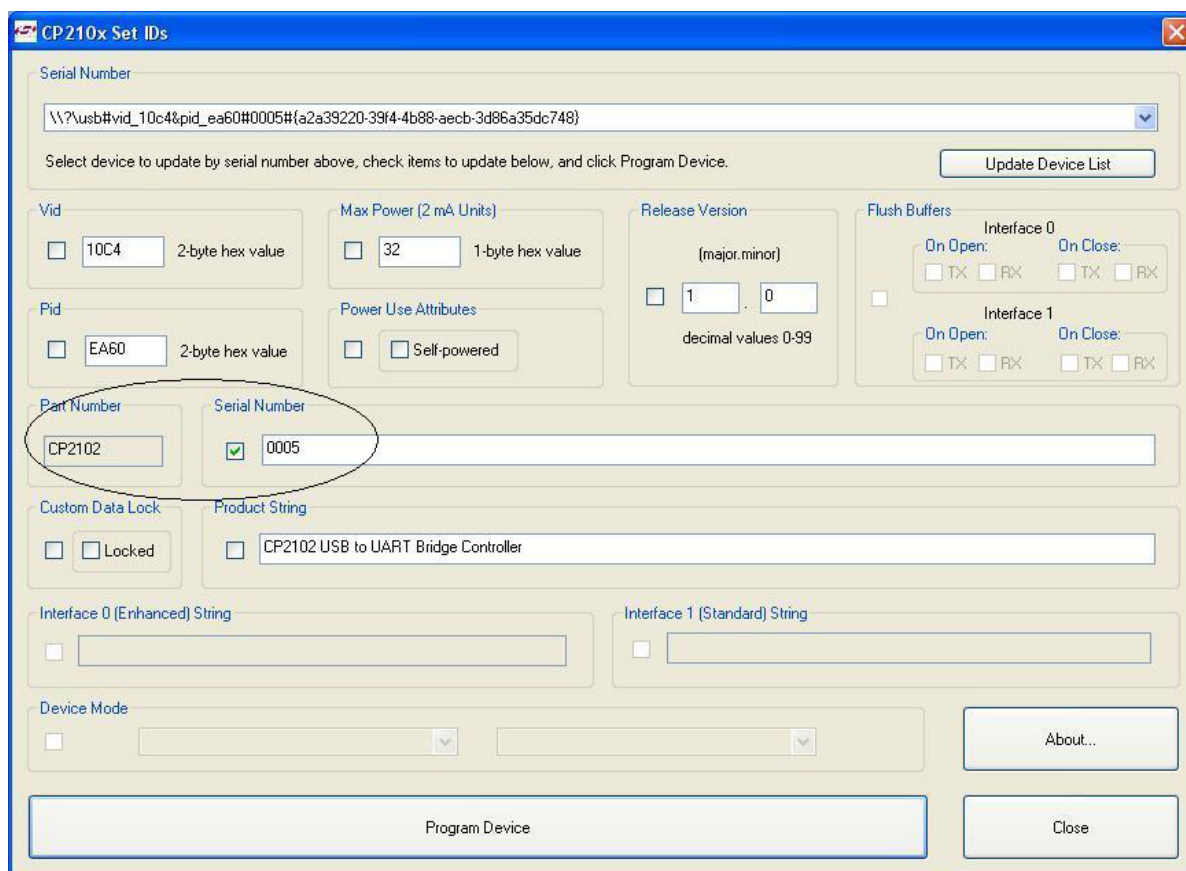 CP210x Set IDs
Serial Number
\\?\usb#vid_10c4&pid_ea60#0005#{a2a39220-39f4-4b88-aecb-3d86a35dc748}
Select device to update by serial number above, check items to update below, and click Program Device.
Update Device List
Vid
10C4
2-byte hex value
Max Power (2 mA Units)
32
1-byte hex value
Release Version
(major.minor)
1 . 0
decimal values 0-99
Flush Buffers
Interface 0
On Open: On Close:
TX RX TX RX
Interface 1
On Open: On Close:
TX RX TX RX
Pid
EA60
2-byte hex value
Power Use Attributes
Self-powered
Part Number
CP2102
Serial Number
0005
Custom Data Lock
Locked
Product String
CP2102 USB to UART Bridge Controller
Interface 0 (Enhanced) String
Interface 1 (Standard) String
Device Mode
About...
Program Device
Close